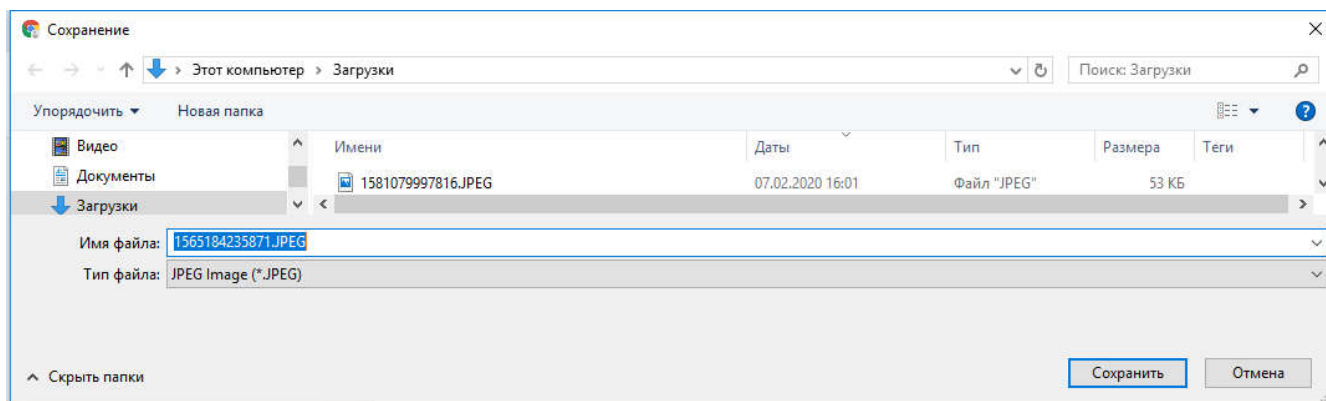 Сохранение
Этот компьютер > Загрузки
Поиск: Загрузки
Упорядочить
Новая папка
Видео
Документы
Загрузки
Имени Даты Тип Размера Теги
1581079997816.JPEG 07.02.2020 16:01 Файл "JPEG" 53 КБ
Имя файла: 1565184235871.JPEG
Тип файла: JPEG Image (*.JPEG)
Скрыть папки
Сохранить Отмена